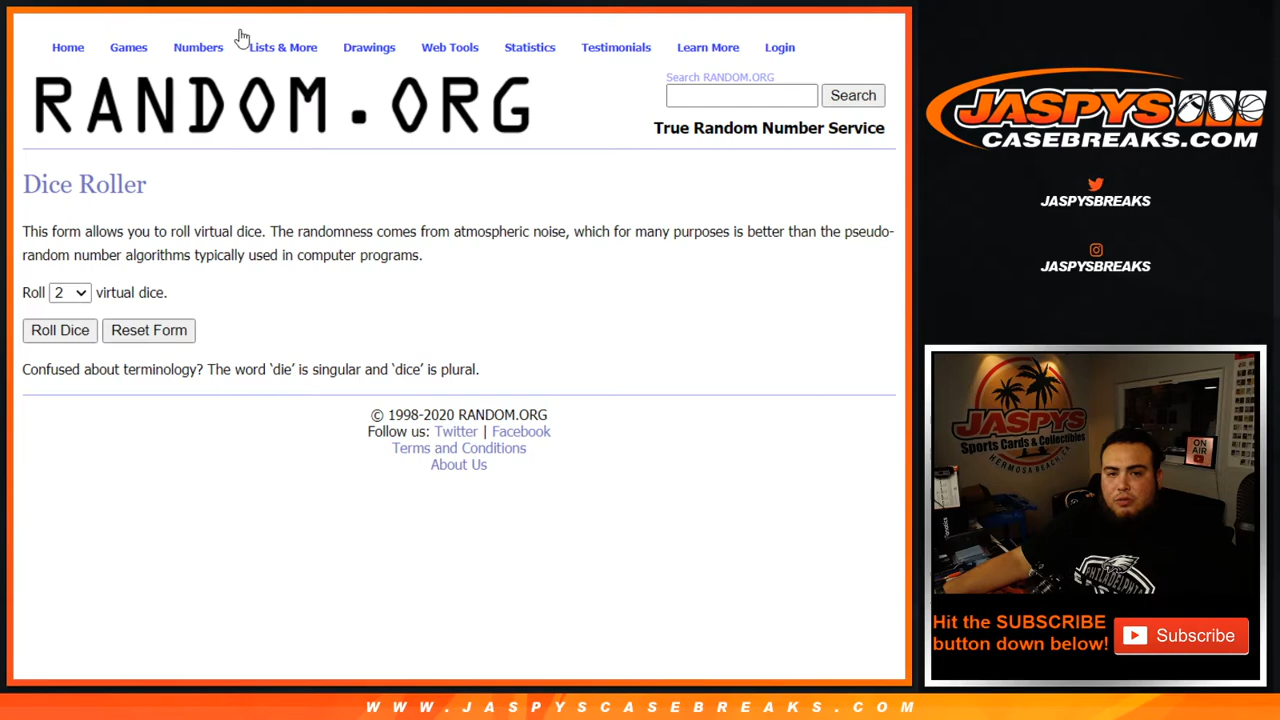 Home Games Numbers Lists & More Drawings Web Tools Statistics Testimonials Learn More Login
RANDOM.ORG
Search RANDOM.ORG
Search
True Random Number Service
Dice Roller
This form allows you to roll virtual dice. The randomness comes from atmospheric noise, which for many purposes is better than the pseudo-
random number algorithms typically used in computer programs.
Roll 2 virtual dice.
Roll Dice Reset Form
Confused about terminology? The word ‘die’ is singular and ‘dice’ is plural.
© 1998-2020 RANDOM.ORG
Follow us: Twitter | Facebook
Terms and Conditions
About Us
JASPYS
CASEBREAKS.COM
JASPYSBREAKS
JASPYSBREAKS
JASPYS
Sports Cards & Collectibles
HERMOSA BEACH, CA
ON
AIR
PHILADELPHIA
Hit the SUBSCRIBE
button down below!
Subscribe
WWW.JASPYSCASEBREAKS.COM